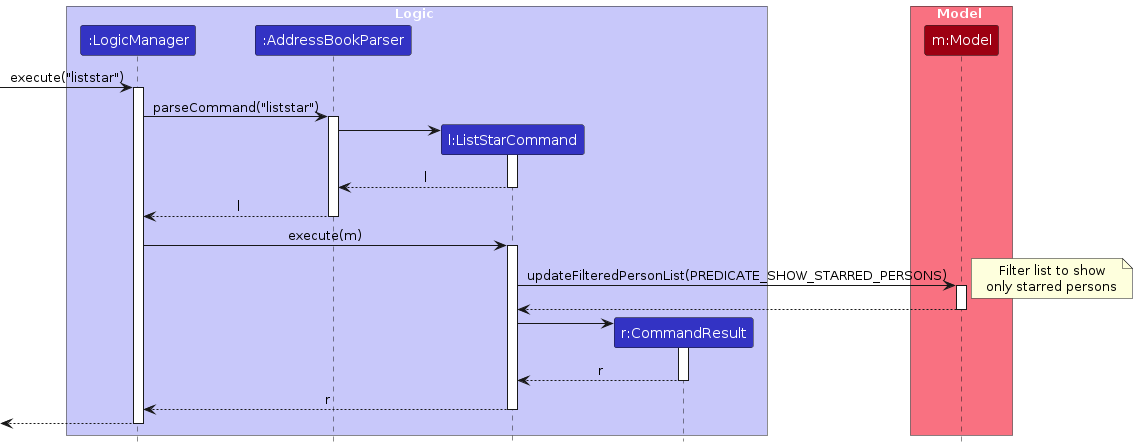 Logic
Model
:LogicManager
:AddressBookParser
m:Model
execute("liststar")
parseCommand("liststar")
l:ListStarCommand
l
l
execute(m)
updateFilteredPersonList(PREDICATE_SHOW_STARRED_PERSONS)
Filter list to show
only starred persons
r:CommandResult
r
r